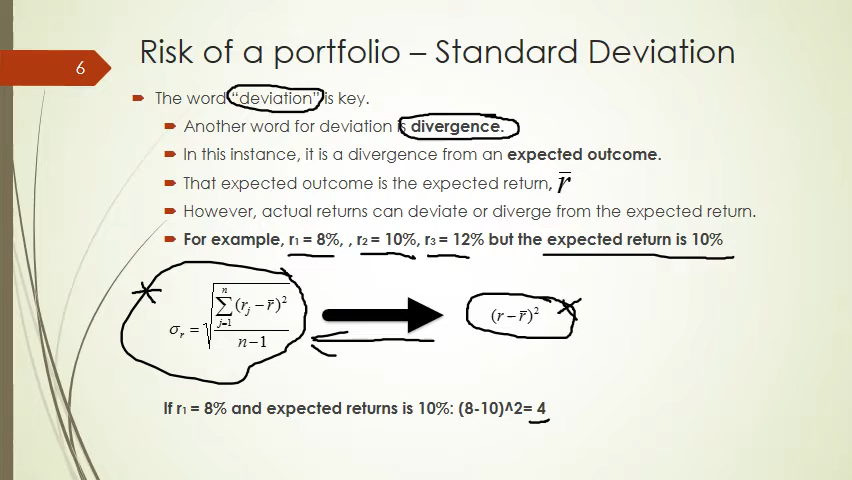 6
Risk of a portfolio – Standard Deviation
The word “deviation” is key.
Another word for deviation is divergence.
In this instance, it is a divergence from an expected outcome.
That expected outcome is the expected return, r̄
However, actual returns can deviate or diverge from the expected return.
For example, r1 = 8%, , r2 = 10%, r3 = 12% but the expected return is 10%
σr = √(∑j=1n (rj – r̄)² / n – 1)
(r – r̄)²
If r1 = 8% and expected returns is 10%: (8-10)^2= 4